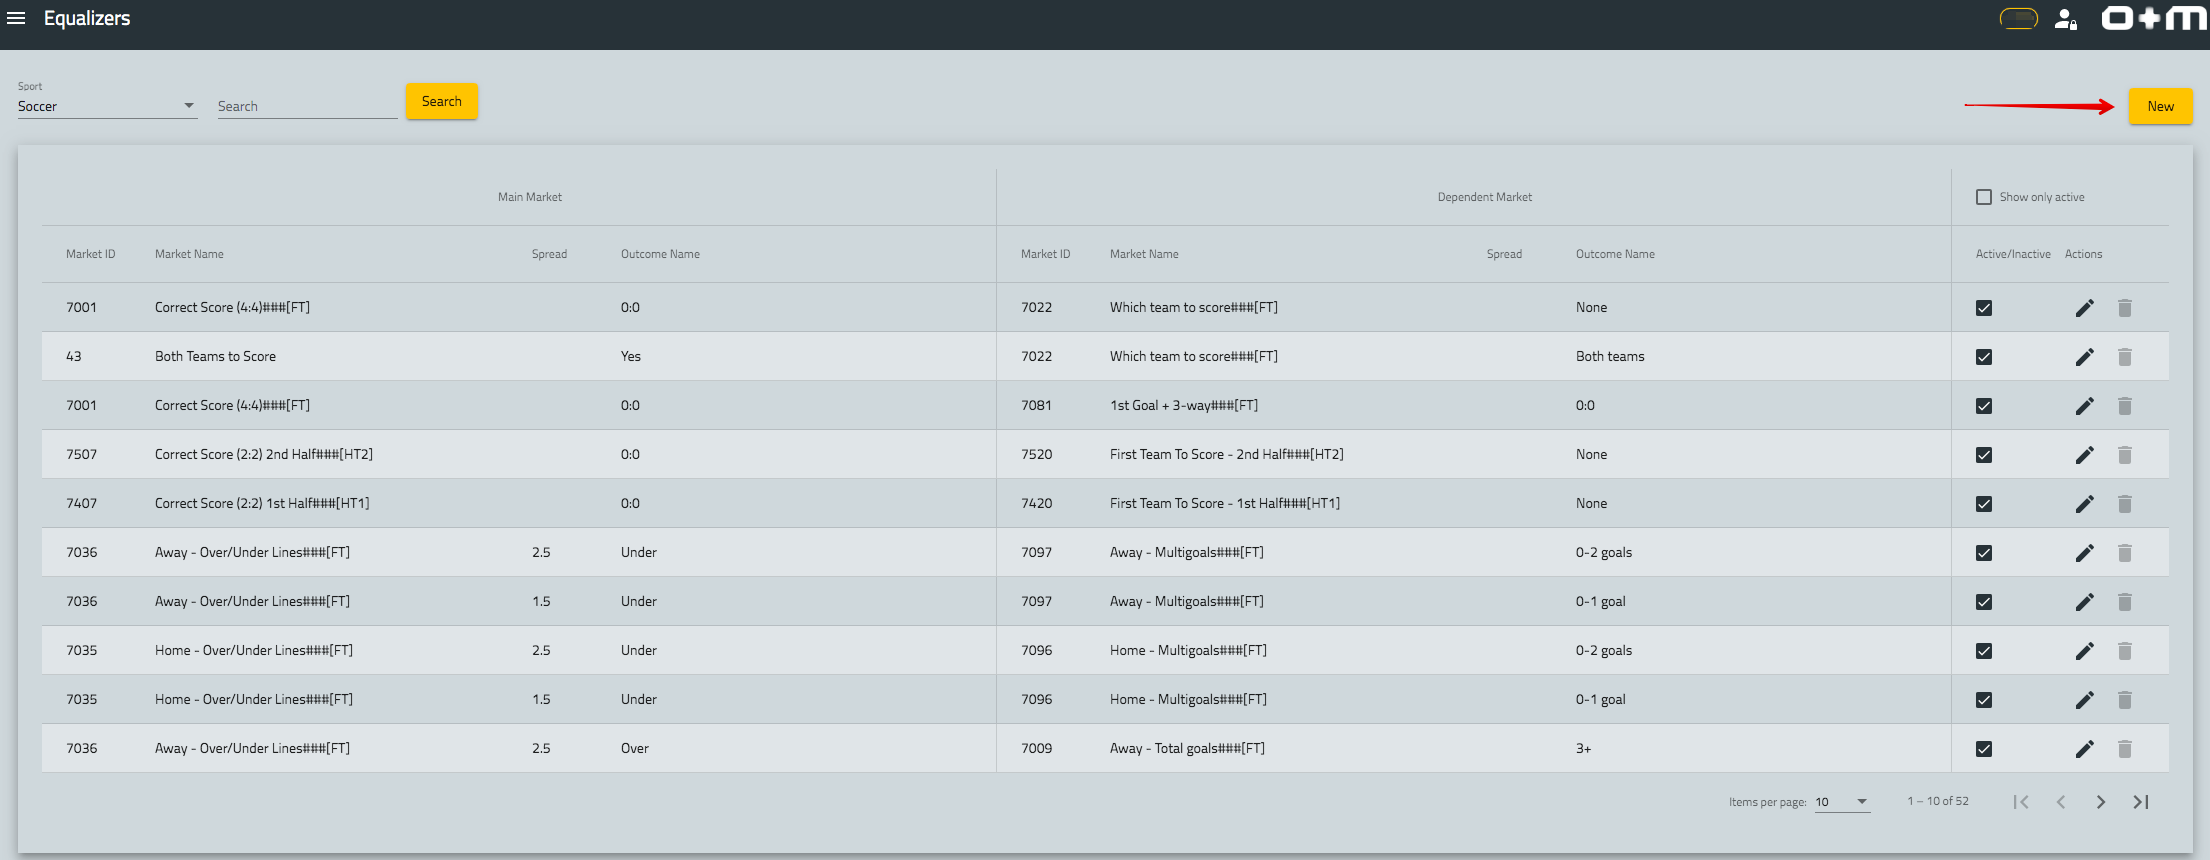 Equalizers
o+m
Sport
Soccer
Search
Search
New
Main Market
Dependent Market
Show only active
Market ID Market Name Spread Outcome Name Market ID Market Name Spread Outcome Name Active/Inactive Actions
7001 Correct Score (4:4)###[FT] 0:0 7022 Which team to score###[FT] None
43 Both Teams to Score Yes 7022 Which team to score###[FT] Both teams
7001 Correct Score (4:4)###[FT] 0:0 7081 1st Goal + 3-way###[FT] 0:0
7507 Correct Score (2:2) 2nd Half###[HT2] 0:0 7520 First Team To Score - 2nd Half###[HT2] None
7407 Correct Score (2:2) 1st Half###[HT1] 0:0 7420 First Team To Score - 1st Half###[HT1] None
7036 Away - Over/Under Lines###[FT] 2.5 Under 7097 Away - Multigoals###[FT] 0-2 goals
7036 Away - Over/Under Lines###[FT] 1.5 Under 7097 Away - Multigoals###[FT] 0-1 goal
7035 Home - Over/Under Lines###[FT] 2.5 Under 7096 Home - Multigoals###[FT] 0-2 goals
7035 Home - Over/Under Lines###[FT] 1.5 Under 7096 Home - Multigoals###[FT] 0-1 goal
7036 Away - Over/Under Lines###[FT] 2.5 Over 7009 Away - Total goals###[FT] 3+
Items per page: 10 1 – 10 of 52